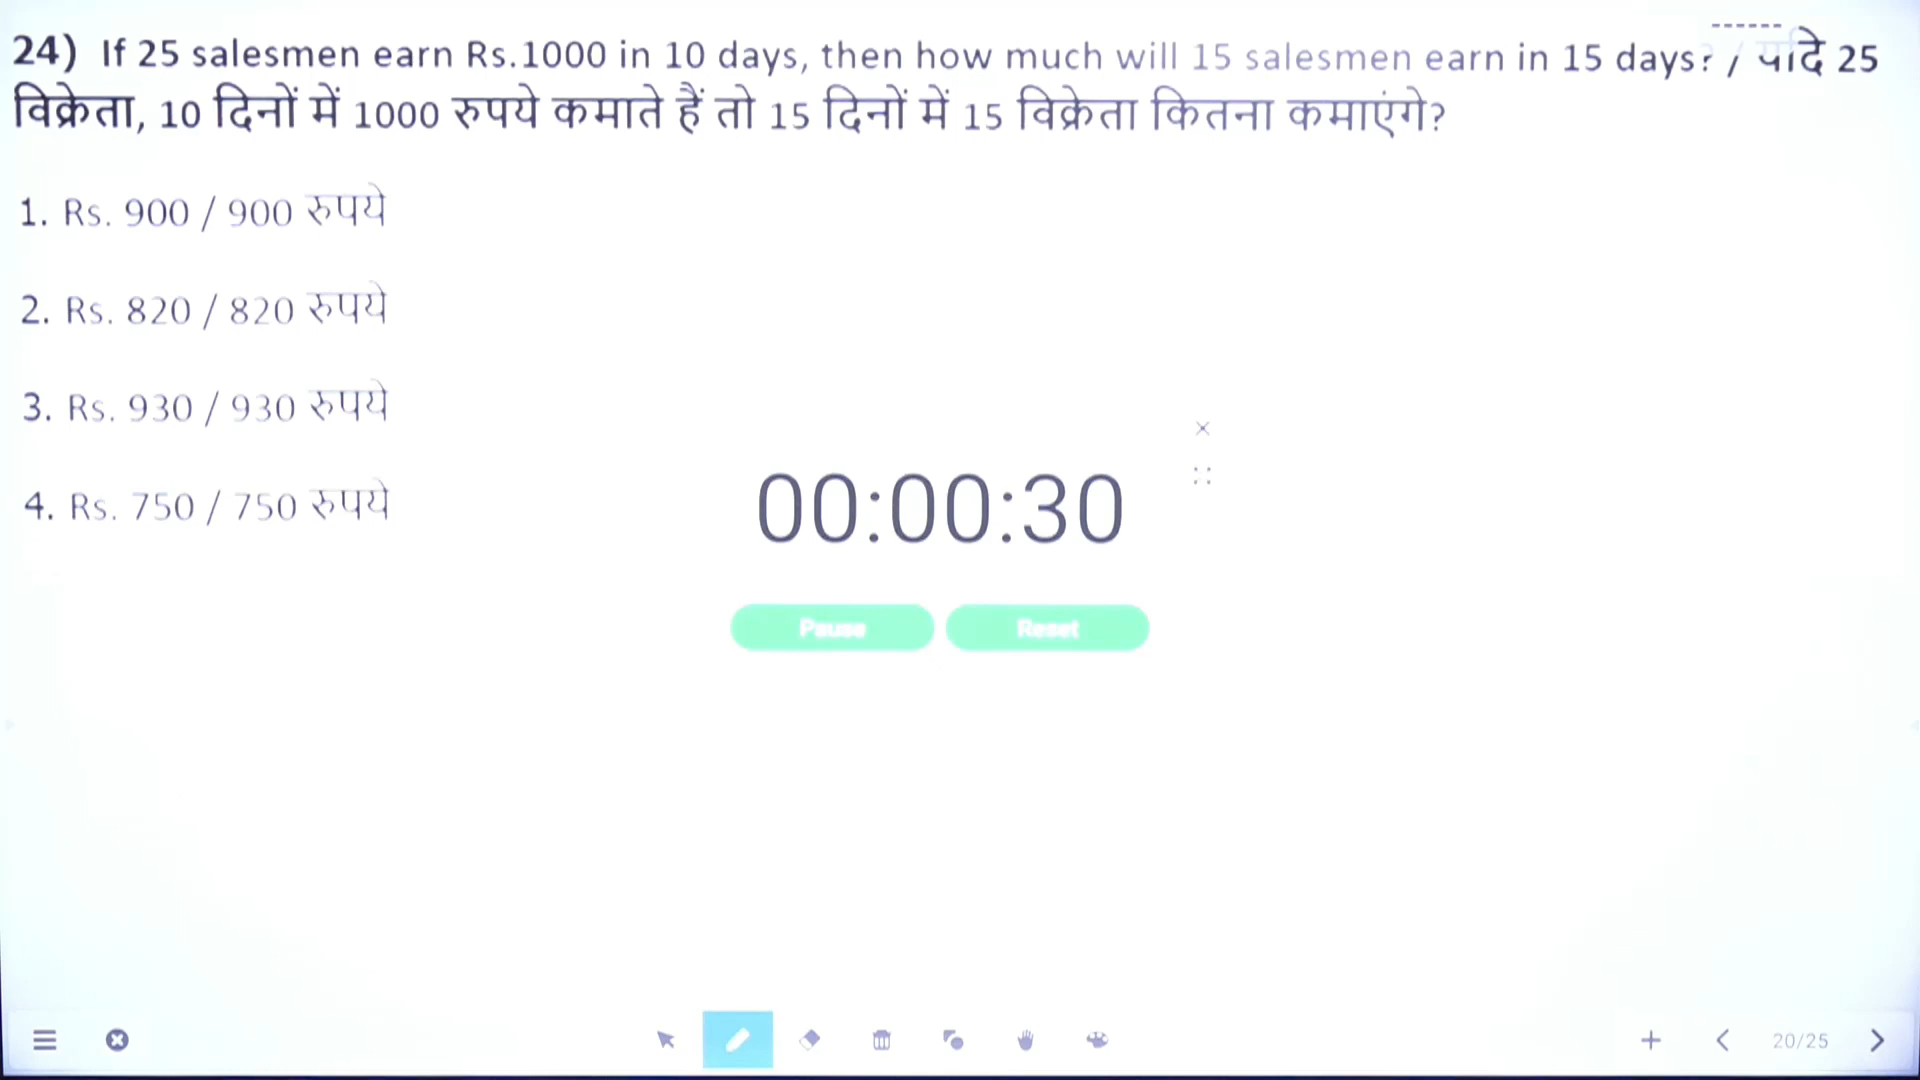 24) If 25 salesmen earn Rs.1000 in 10 days, then how much will 15 salesmen earn in 15 days? / यदि 25
विक्रेता, 10 दिनों में 1000 रुपये कमाते हैं तो 15 दिनों में 15 विक्रेता कितना कमाएंगे?
1. Rs. 900 / 900 रुपये
2. Rs. 820 / 820 रुपये
3. Rs. 930 / 930 रुपये
4. Rs. 750 / 750 रुपये
00:00:30
Pause Reset
20/25